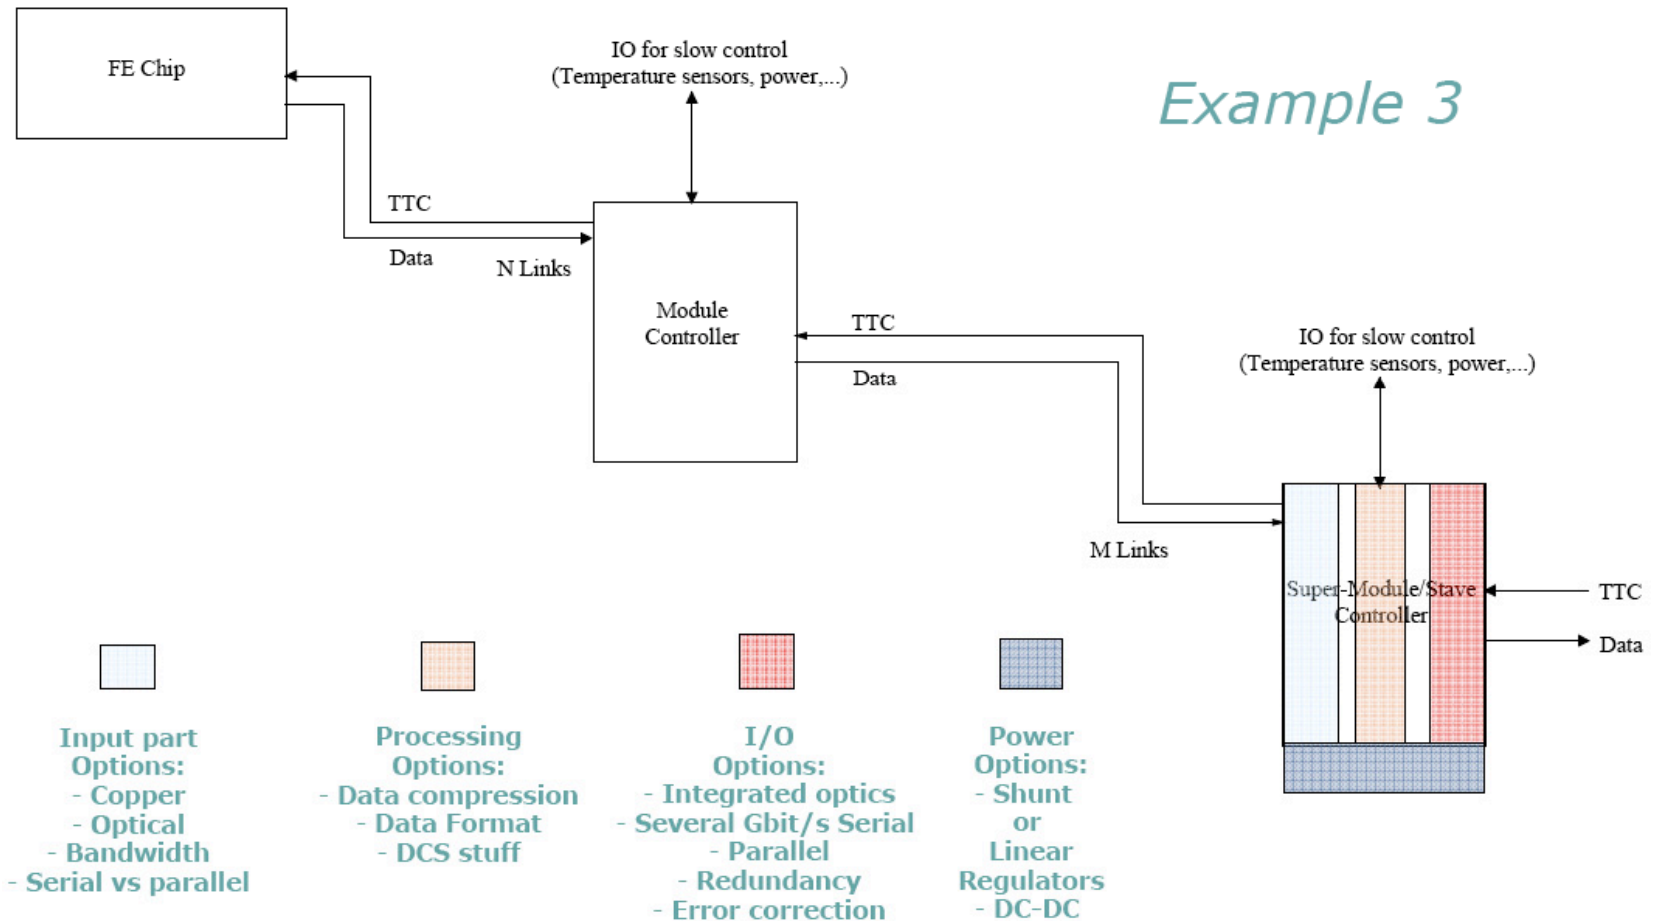 FE Chip
IO for slow control
(Temperature sensors, power,...)
Example 3
TTC
Data
N Links
Module
Controller
TTC
Data
IO for slow control
(Temperature sensors, power,...)
M Links
Super-Module/Stave
Controller
TTC
Data
Input part
Options:
- Copper
- Optical
- Bandwidth
- Serial vs parallel
Processing
Options:
- Data compression
- Data Format
- DCS stuff
I/O
Options:
- Integrated optics
- Several Gbit/s Serial
- Parallel
- Redundancy
- Error correction
Power
Options:
- Shunt
or
Linear
Regulators
- DC-DC